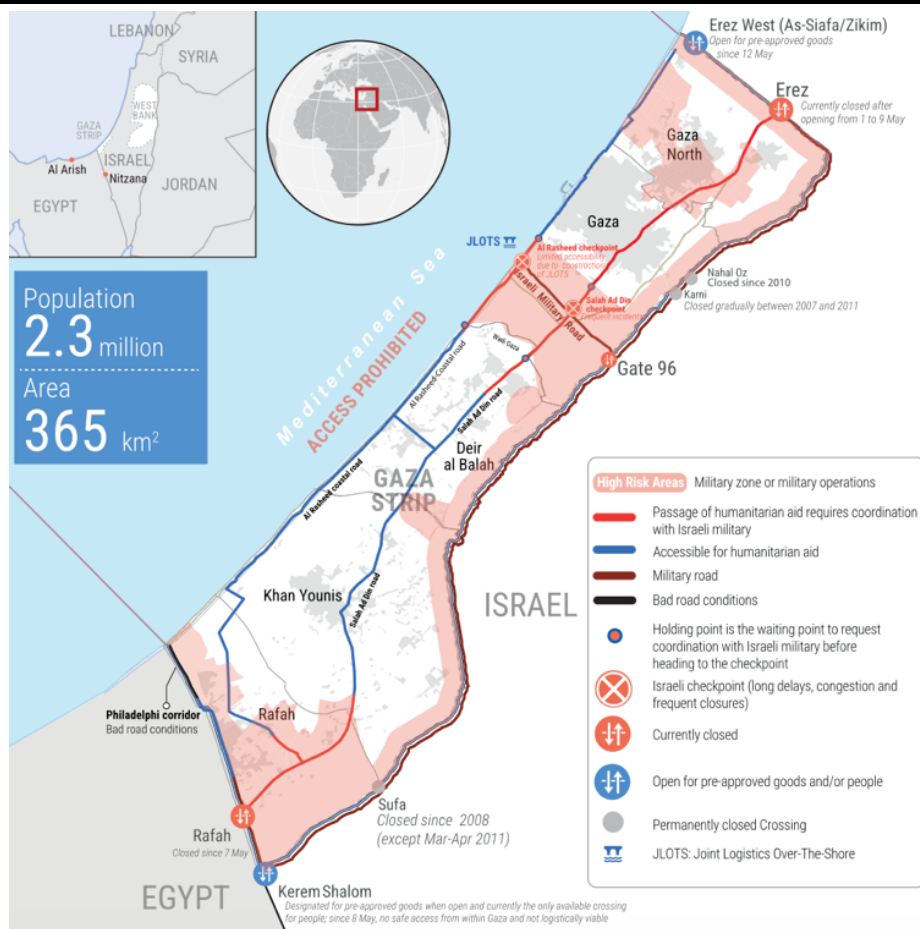 LEBANON
SYRIA
WEST
BANK
GAZA
STRIP
ISRAEL
Al Arish
Nitzana
JORDAN
EGYPT
Population
2.3 million
Area
365 km²
Mediterranean Sea
ACCESS PROHIBITED
Erez West (As-Siafa/Zikim)
Open for pre-approved goods
since 12 May
Erez
Currently closed after
opening from 1 to 9 May
Gaza
North
Gaza
JLOTS
Al Rasheed checkpoint
Limited accessibility
due to construction
of JLOTS
Israeli Military Road
Salah Ad Din
checkpoint
Frequent incidents
Nahal Oz
Closed since 2010
Karni
Closed gradually between 2007 and 2011
Gate 96
Wadi Gaza
Al Rasheed Coastal road
Salah Ad Din road
Deir
al Balah
GAZA
STRIP
Al Rasheed coastal road
Khan Younis
Salah Ad Din road
ISRAEL
Philadelphi corridor
Bad road conditions
Rafah
Sufa
Closed since 2008
(except Mar-Apr 2011)
Rafah
Closed since 7 May
EGYPT
Kerem Shalom
Designated for pre-approved goods when open and currently the only available crossing
for people; since 8 May, no safe access from within Gaza and not logistically viable
High Risk Areas Military zone or military operations
Passage of humanitarian aid requires coordination
with Israeli military
Accessible for humanitarian aid
Military road
Bad road conditions
Holding point is the waiting point to request
coordination with Israeli military before
heading to the checkpoint
Israeli checkpoint (long delays, congestion and
frequent closures)
Currently closed
Open for pre-approved goods and/or people
Permanently closed Crossing
JLOTS: Joint Logistics Over-The-Shore